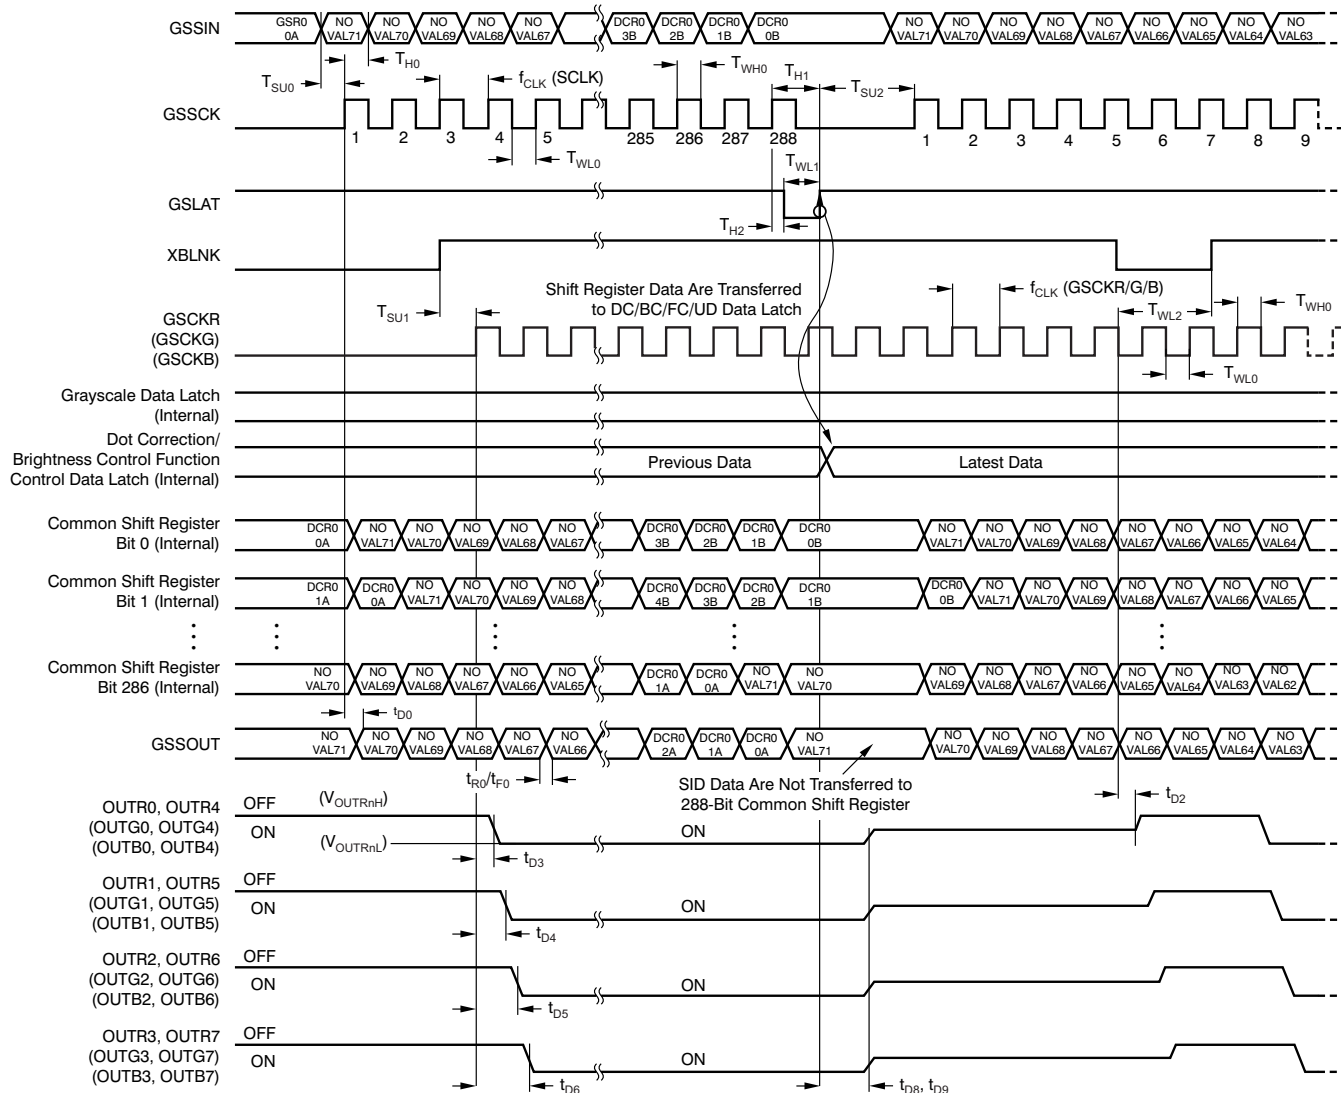 GSSIN
GSR0 0A
NO VAL71
NO VAL70
NO VAL69
NO VAL68
NO VAL67
DCR0 3B
DCR0 2B
DCR0 1B
DCR0 0B
NO VAL71
NO VAL70
NO VAL69
NO VAL68
NO VAL67
NO VAL66
NO VAL65
NO VAL64
NO VAL63
TSU0
TH0
fCLK (SCLK)
TWH0
TH1
TSU2
GSSCK
1 2 3 4 5 285 286 287 288 1 2 3 4 5 6 7 8 9
TWL0
TWL1
GSLAT
TH2
XBLNK
Shift Register Data Are Transferred
to DC/BC/FC/UD Data Latch
TSU1
fCLK (GSCKR/G/B)
TWL2
TWH0
GSCKR
(GSCKG)
(GSCKB)
TWL0
Grayscale Data Latch
(Internal)
Dot Correction/
Brightness Control Function
Control Data Latch (Internal)
Previous Data
Latest Data
Common Shift Register
Bit 0 (Internal)
DCR0 0A
NO VAL71
NO VAL70
NO VAL69
NO VAL68
NO VAL67
DCR0 3B
DCR0 2B
DCR0 1B
DCR0 0B
NO VAL71
NO VAL70
NO VAL69
NO VAL68
NO VAL67
NO VAL66
NO VAL65
NO VAL64
Common Shift Register
Bit 1 (Internal)
DCR0 1A
DCR0 0A
NO VAL71
NO VAL70
NO VAL69
NO VAL68
DCR0 4B
DCR0 3B
DCR0 2B
DCR0 1B
DCR0 0B
NO VAL71
NO VAL70
NO VAL69
NO VAL68
NO VAL67
NO VAL66
NO VAL65
Common Shift Register
Bit 286 (Internal)
NO VAL70
NO VAL69
NO VAL68
NO VAL67
NO VAL66
NO VAL65
DCR0 1A
DCR0 0A
NO VAL71
NO VAL70
NO VAL69
NO VAL68
NO VAL67
NO VAL66
NO VAL65
NO VAL64
NO VAL63
NO VAL62
tD0
GSSOUT
NO VAL71
NO VAL70
NO VAL69
NO VAL68
NO VAL67
NO VAL66
DCR0 2A
DCR0 1A
DCR0 0A
NO VAL71
NO VAL70
NO VAL69
NO VAL68
NO VAL67
NO VAL66
NO VAL65
NO VAL64
NO VAL63
tR0/tF0
SID Data Are Not Transferred to
288-Bit Common Shift Register
tD2
OUTR0, OUTR4
(OUTG0, OUTG4)
(OUTB0, OUTB4)
OFF
ON
(VOUTRnH)
(VOUTRnL)
ON
tD3
OUTR1, OUTR5
(OUTG1, OUTG5)
(OUTB1, OUTB5)
OFF
ON
ON
tD4
OUTR2, OUTR6
(OUTG2, OUTG6)
(OUTB2, OUTB6)
OFF
ON
ON
tD5
OUTR3, OUTR7
(OUTG3, OUTG7)
(OUTB3, OUTB7)
OFF
ON
ON
tD6
tD8, tD9